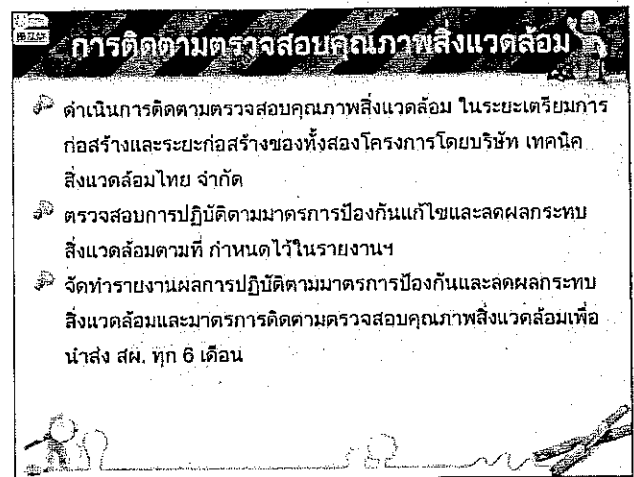 การติดตามตรวจสอบคุณภาพสิ่งแวดล้อม
ดำเนินการติดตามตรวจสอบคุณภาพสิ่งแวดล้อม ในระยะเตรียมการ
ก่อสร้างและระยะก่อสร้างของทั้งสองโครงการโดยบริษัท เทคนิค
สิ่งแวดล้อมไทย จำกัด
ตรวจสอบการปฏิบัติตามมาตรการป้องกันแก้ไขและลดผลกระทบ
สิ่งแวดล้อมตามที่ กำหนดไว้ในรายงานฯ
จัดทำรายงานผลการปฏิบัติตามมาตรการป้องกันและลดผลกระทบ
สิ่งแวดล้อมและมาตรการติดตามตรวจสอบคุณภาพสิ่งแวดล้อมเพื่อ
นำส่ง สผ. ทุก 6 เดือน